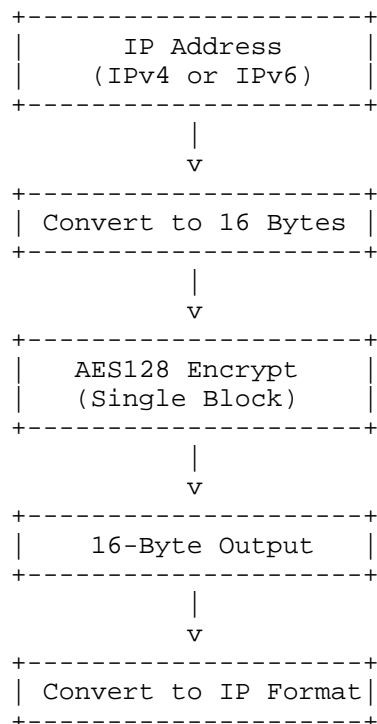 IP Address
(IPv4 or IPv6)
Convert to 16 Bytes
AES128 Encrypt
(Single Block)
16-Byte Output
Convert to IP Format